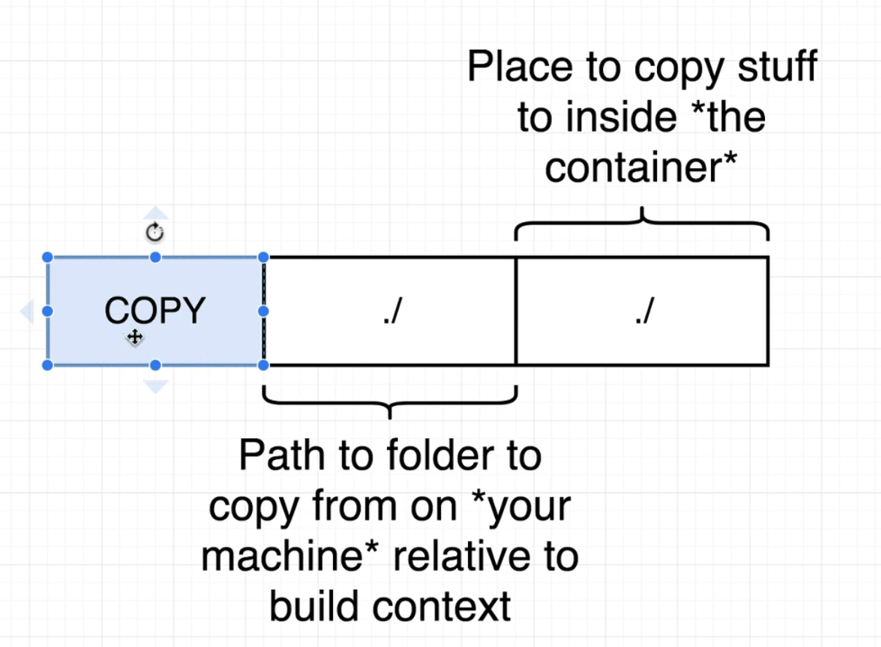 Place to copy stuff
to inside *the
container*
COPY
./
./
Path to folder to
copy from on *your
machine* relative to
build context